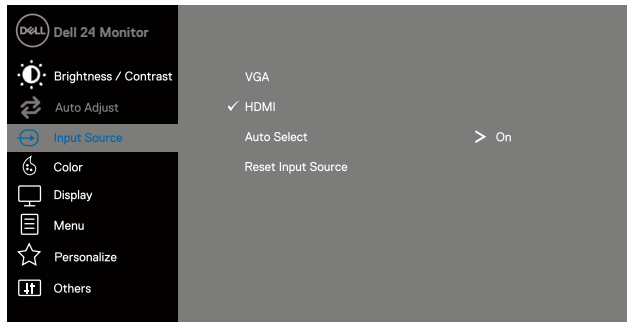 DELL Dell 24 Monitor
Brightness / Contrast
VGA
Auto Adjust
HDMI
Input Source
Auto Select
On
Color
Reset Input Source
Display
Menu
Personalize
Others